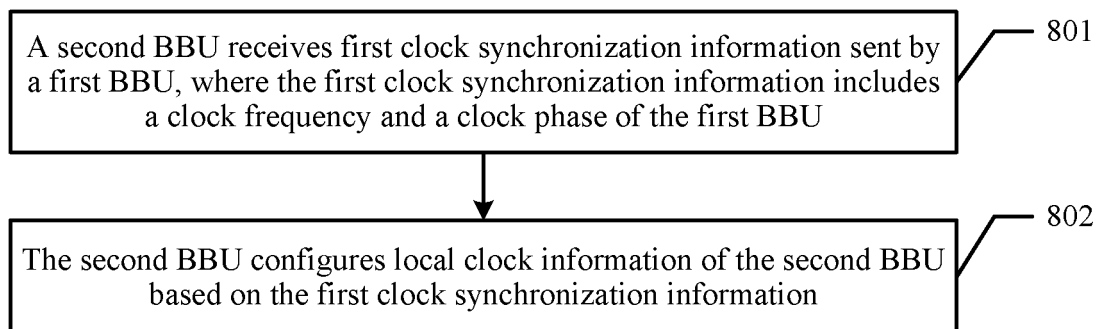 A second BBU receives first clock synchronization information sent by
a first BBU, where the first clock synchronization information includes
a clock frequency and a clock phase of the first BBU
801
The second BBU configures local clock information of the second BBU
based on the first clock synchronization information
802